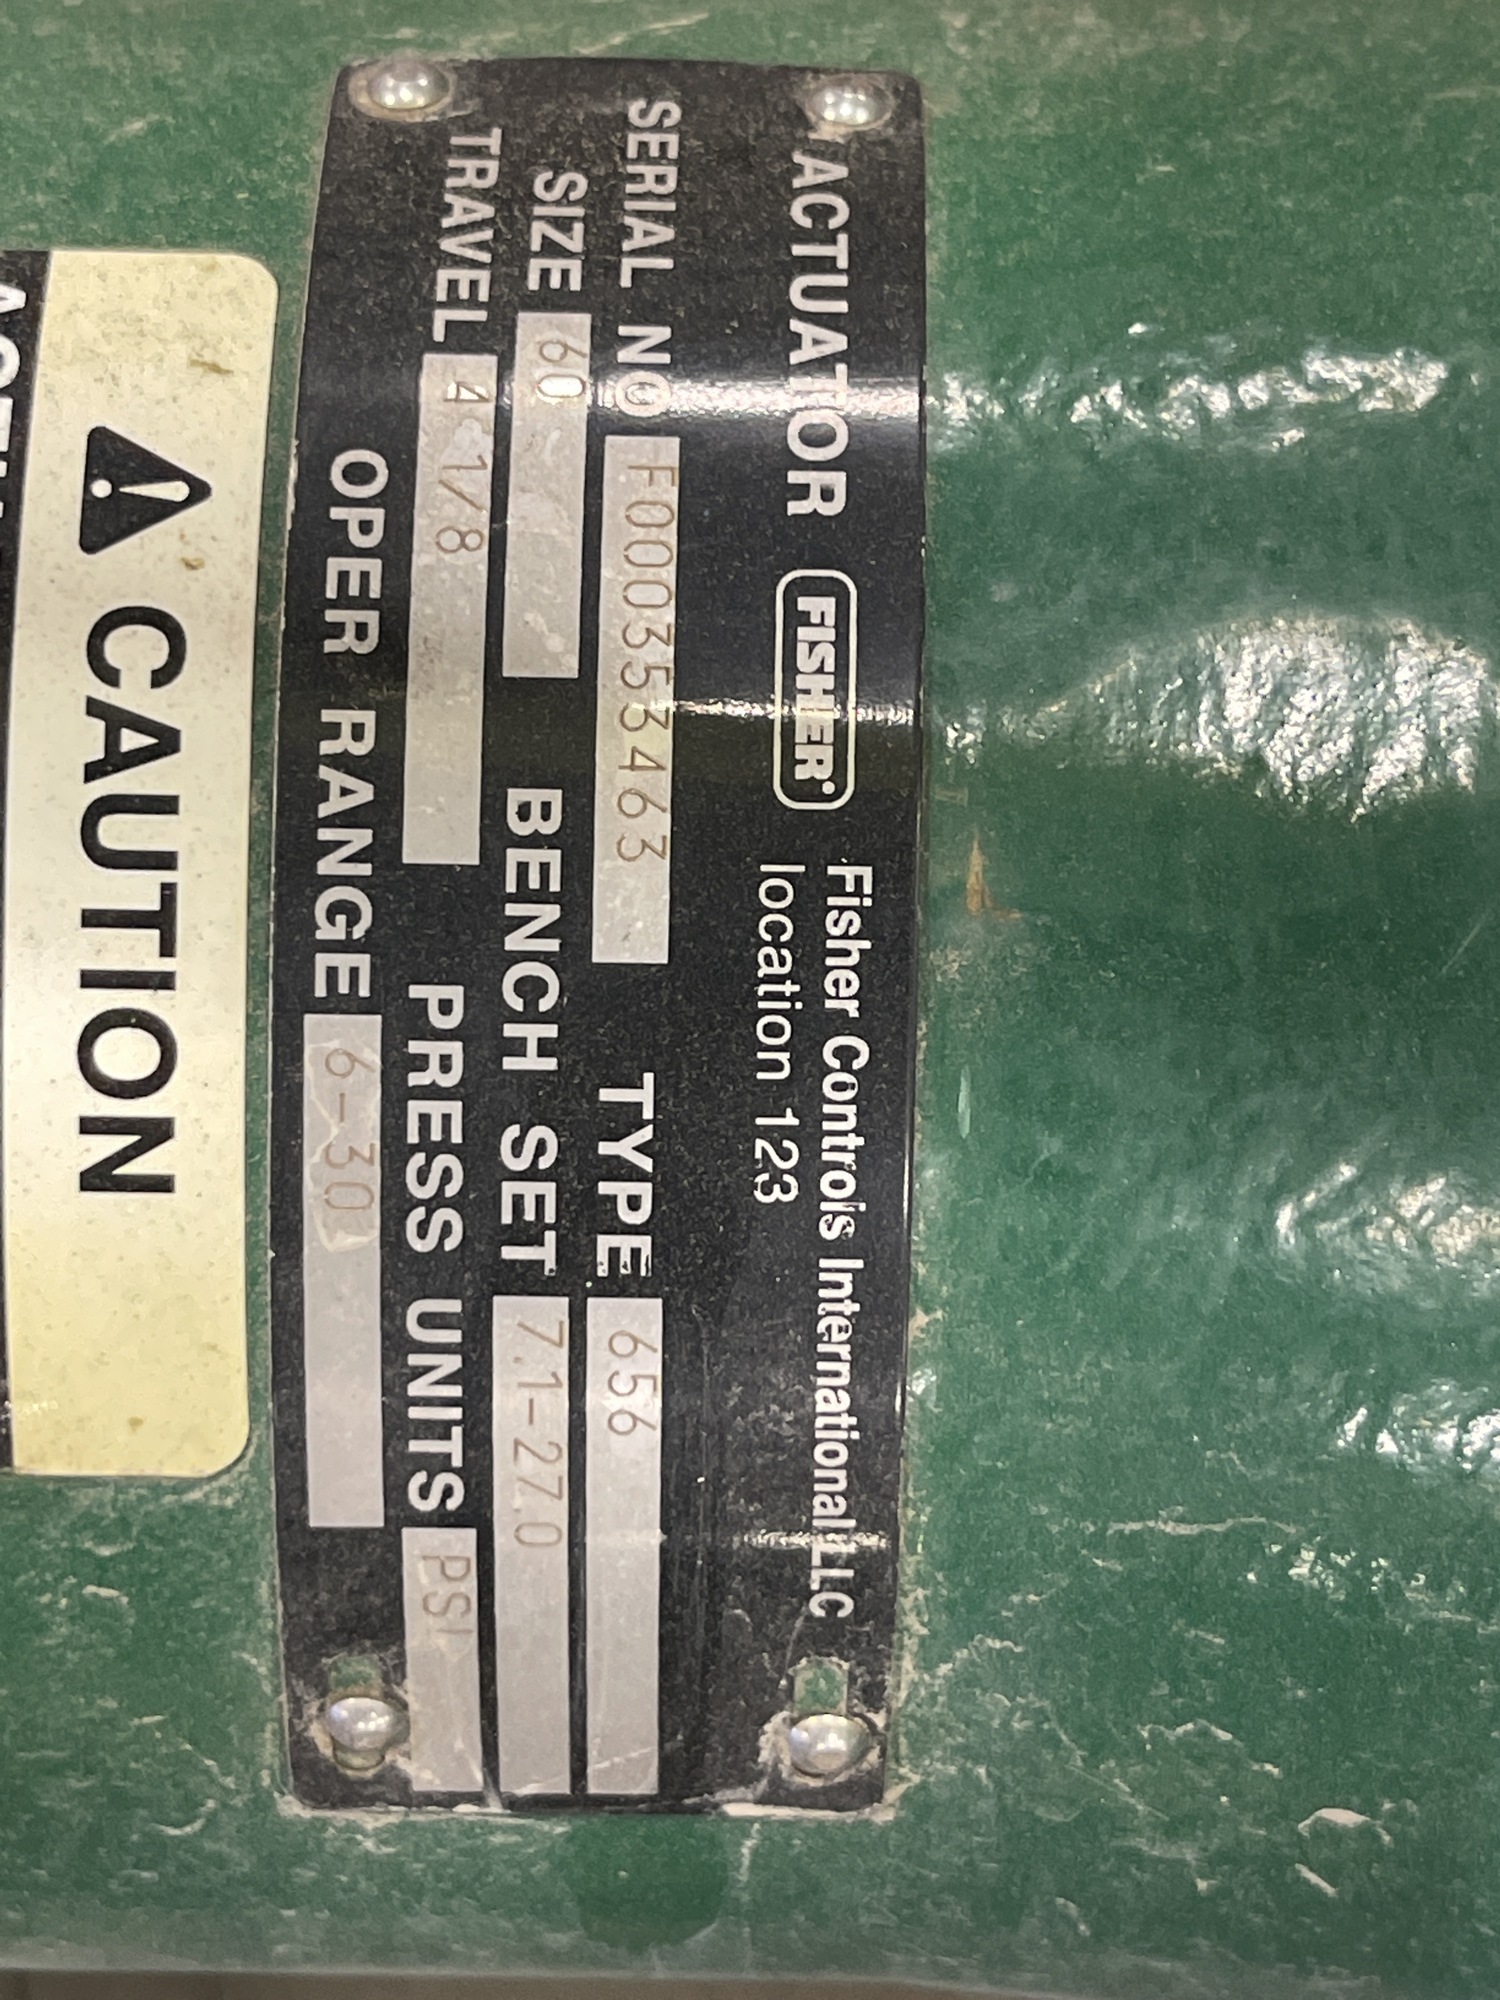 ACTUATOR FISHER® Fisher Controls International LLC
location 123
SERIAL NO F000353463 TYPE 656
SIZE 60 BENCH SET 7.1-27.0
TRAVEL 4 1/8 PRESS UNITS PSI
OPER RANGE 6-30
CAUTION